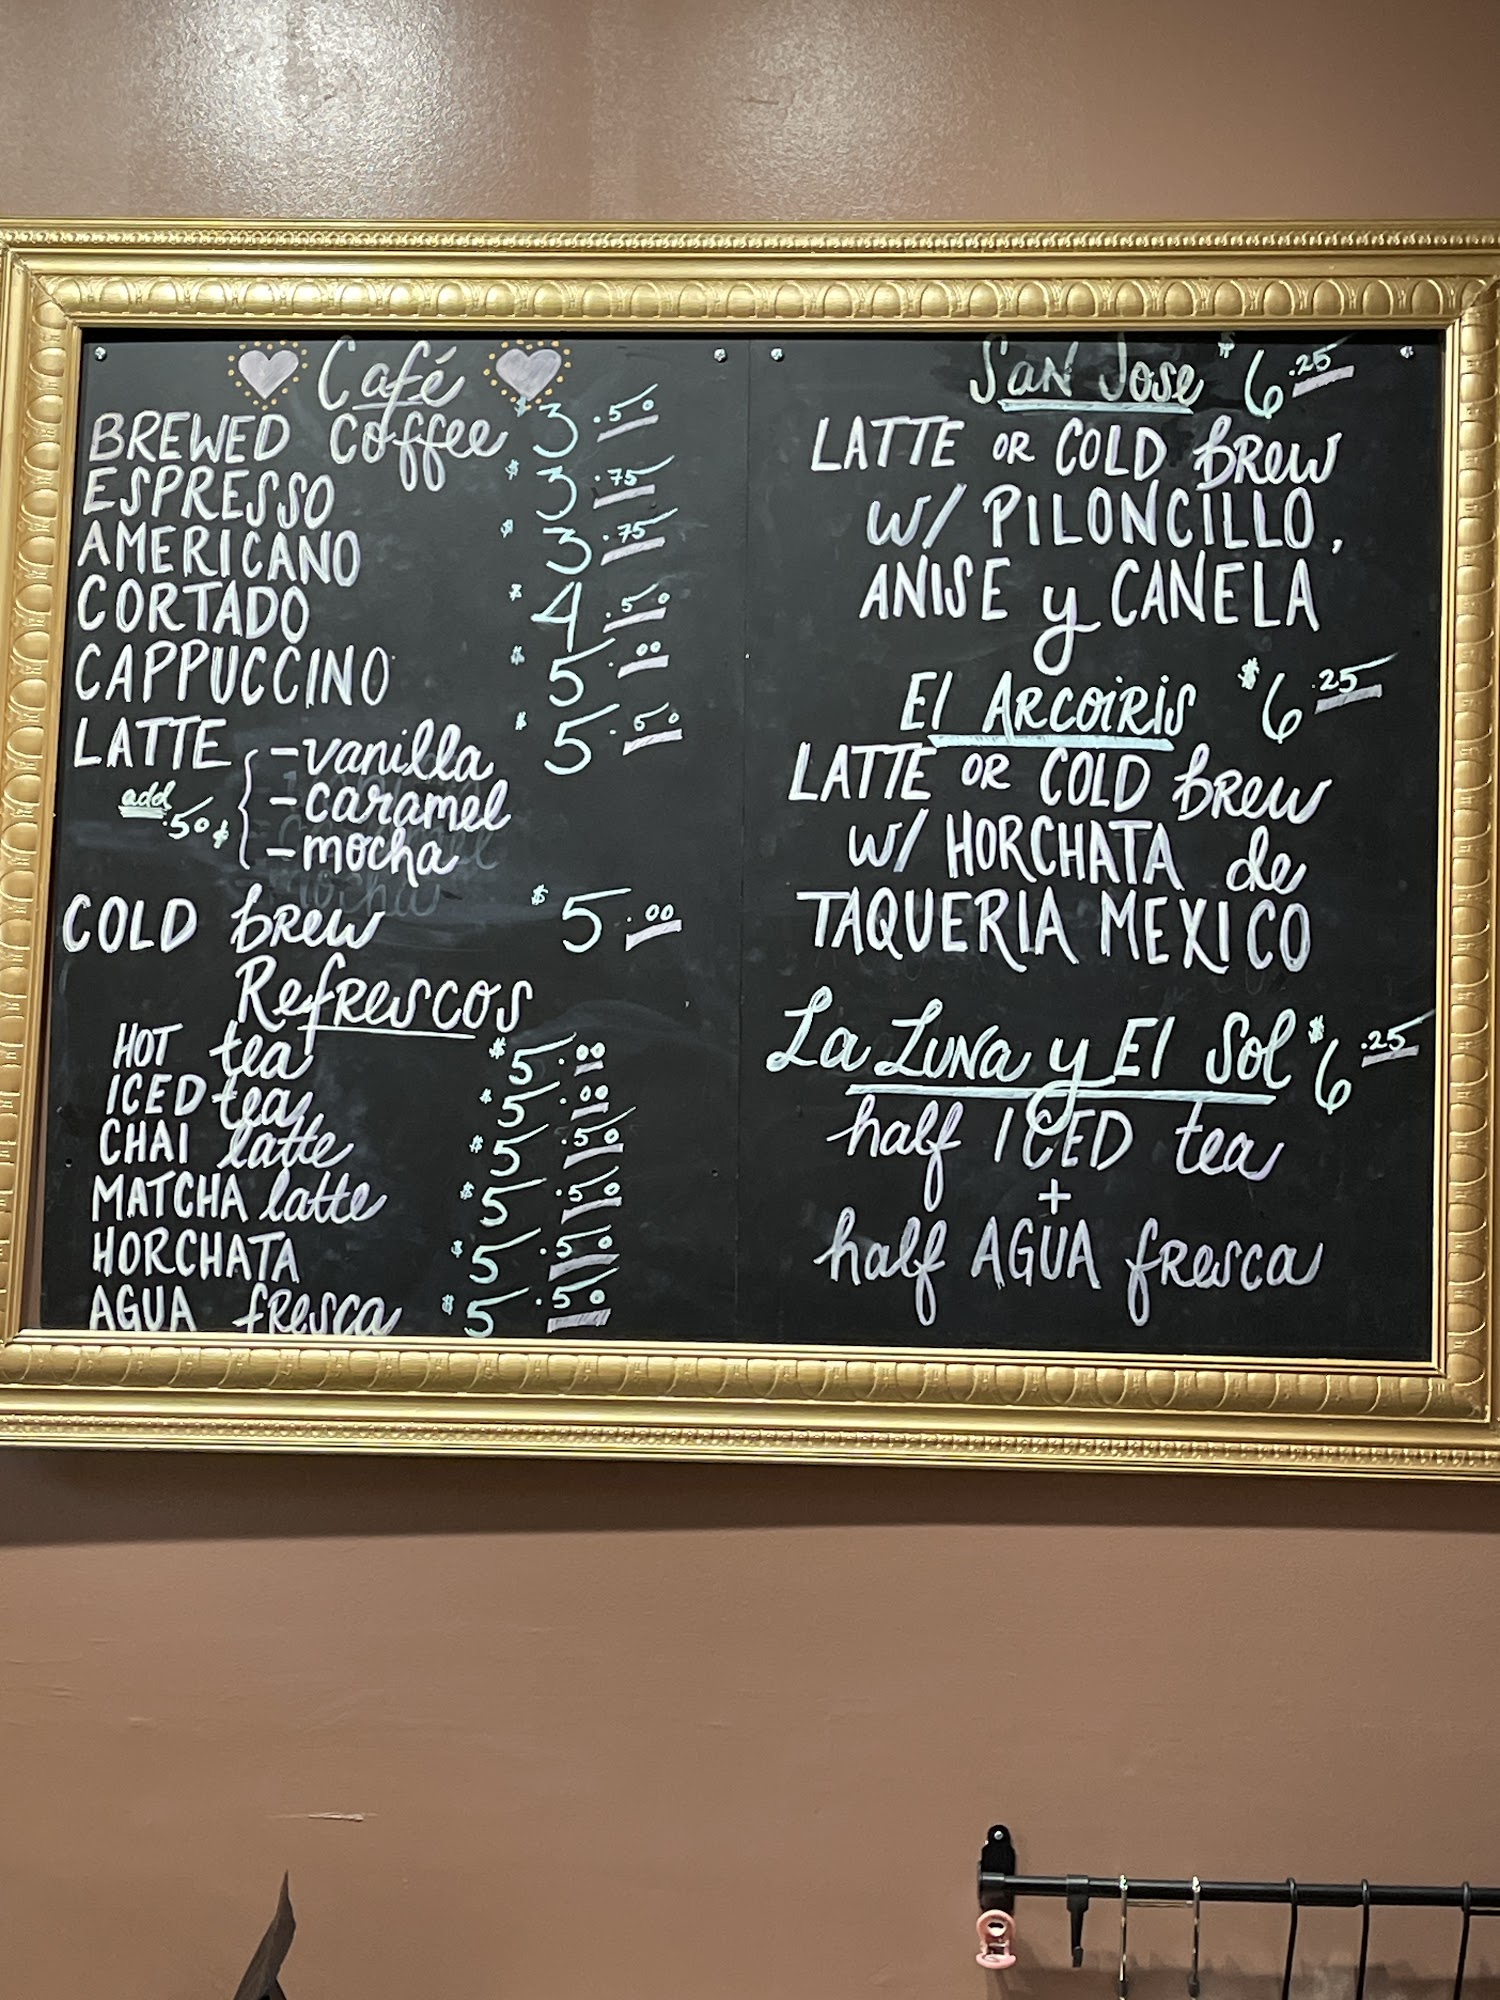 Café
BREWED Coffee $3.50
ESPRESSO $3.75
AMERICANO $3.75
CORTADO $4.50
CAPPUCCINO $5.00
LATTE $5.50
add .50¢
- vanilla
- caramel
- mocha
COLD BREW $5.00
REFRESCOS
HOT tea $5.00
ICED tea $5.00
CHAI latte $5.50
MATCHA latte $5.50
HORCHATA $5.50
AGUA fresca $5.50
San Jose $6.25
LATTE OR COLD BREW
W/ PILONCILLO,
ANISE y CANELA
El Arcoiris $6.25
LATTE OR COLD BREW
W/ HORCHATA de
TAQUERIA MEXICO
La Luna y El Sol $6.25
half ICED tea
+
half AGUA fresca